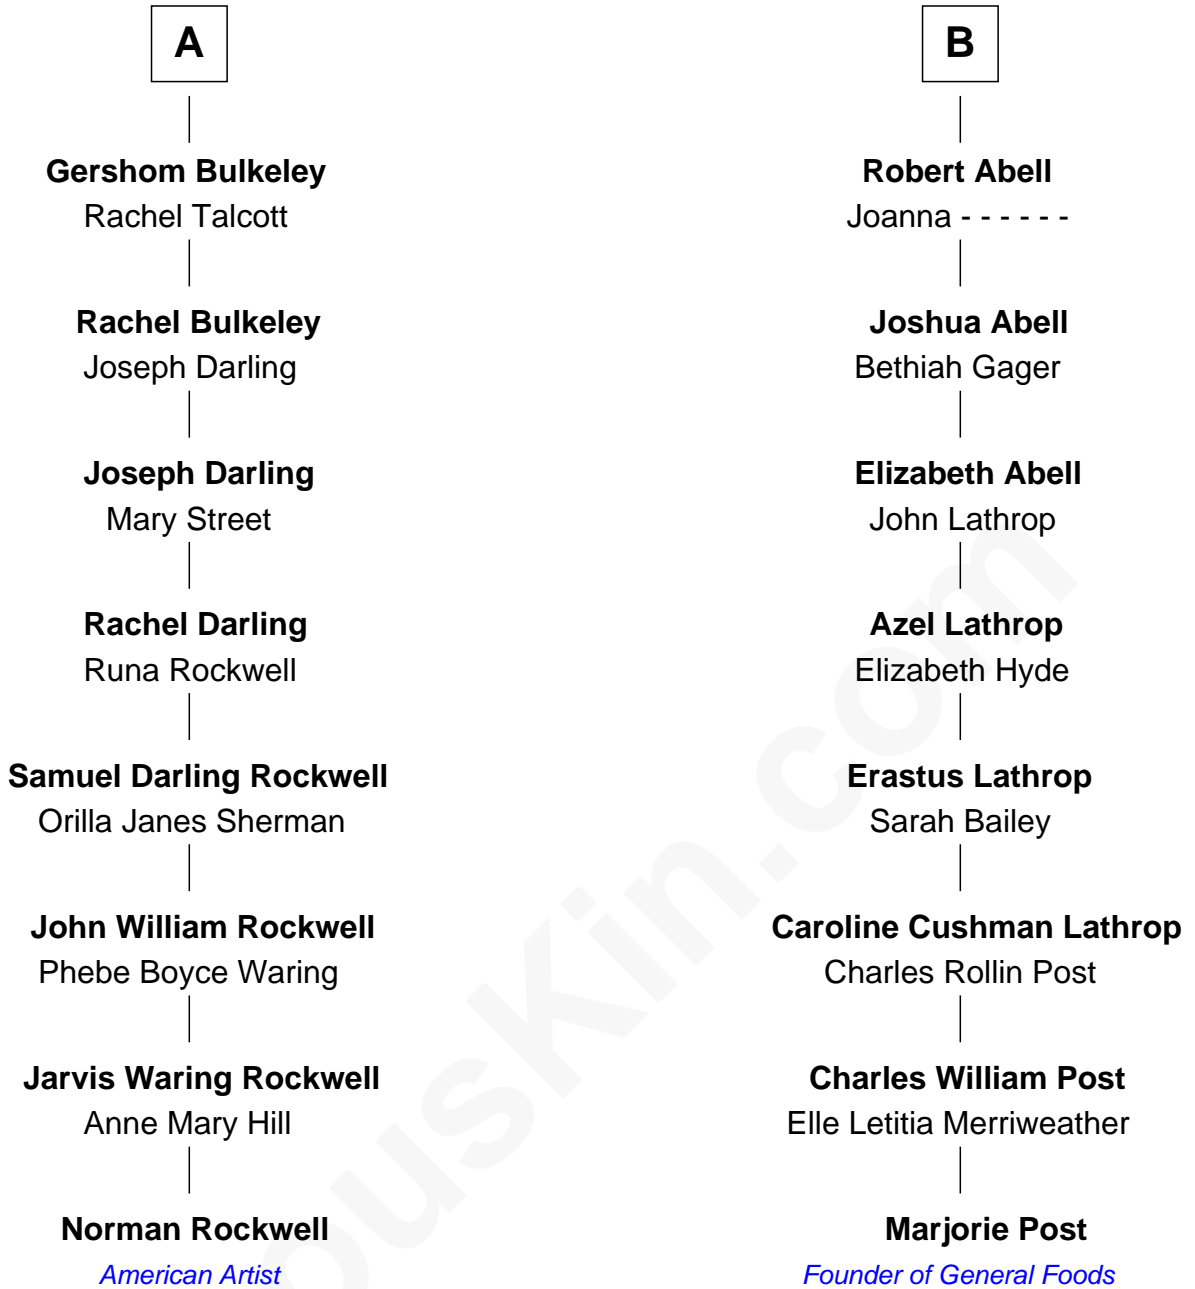 A
Gershom Bulkeley
Rachel Talcott
Rachel Bulkeley
Joseph Darling
Joseph Darling
Mary Street
Rachel Darling
Runa Rockwell
Samuel Darling Rockwell
Orilla Janes Sherman
John William Rockwell
Phebe Boyce Waring
Jarvis Waring Rockwell
Anne Mary Hill
Norman Rockwell
American Artist
B
Robert Abell
Joanna - - - - - -
Joshua Abell
Bethiah Gager
Elizabeth Abell
John Lathrop
Azel Lathrop
Elizabeth Hyde
Erastus Lathrop
Sarah Bailey
Caroline Cushman Lathrop
Charles Rollin Post
Charles William Post
Elle Letitia Merriweather
Marjorie Post
Founder of General Foods
ousKin.com